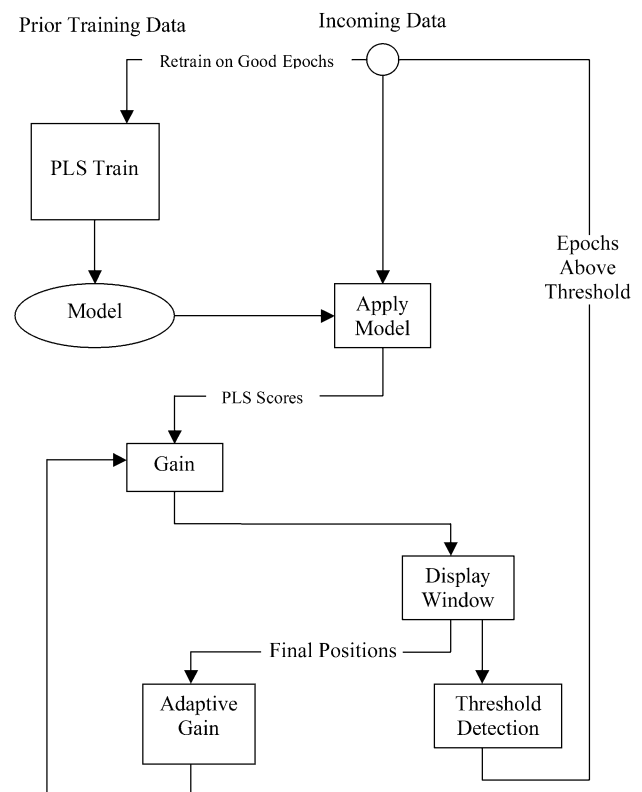 Prior Training Data
Incoming Data
Retrain on Good Epochs
PLS Train
Epochs
Above
Threshold
Model
Apply
Model
PLS Scores
Gain
Display
Window
Final Positions
Adaptive
Gain
Threshold
Detection